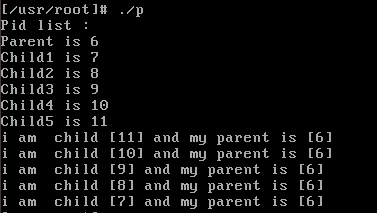 [/usr/root]# ./p
Pid list :
Parent is 6
Child1 is 7
Child2 is 8
Child3 is 9
Child4 is 10
Child5 is 11
i am  child [11] and my parent is [6]
i am  child [10] and my parent is [6]
i am  child [9] and my parent is [6]
i am  child [8] and my parent is [6]
i am  child [7] and my parent is [6]